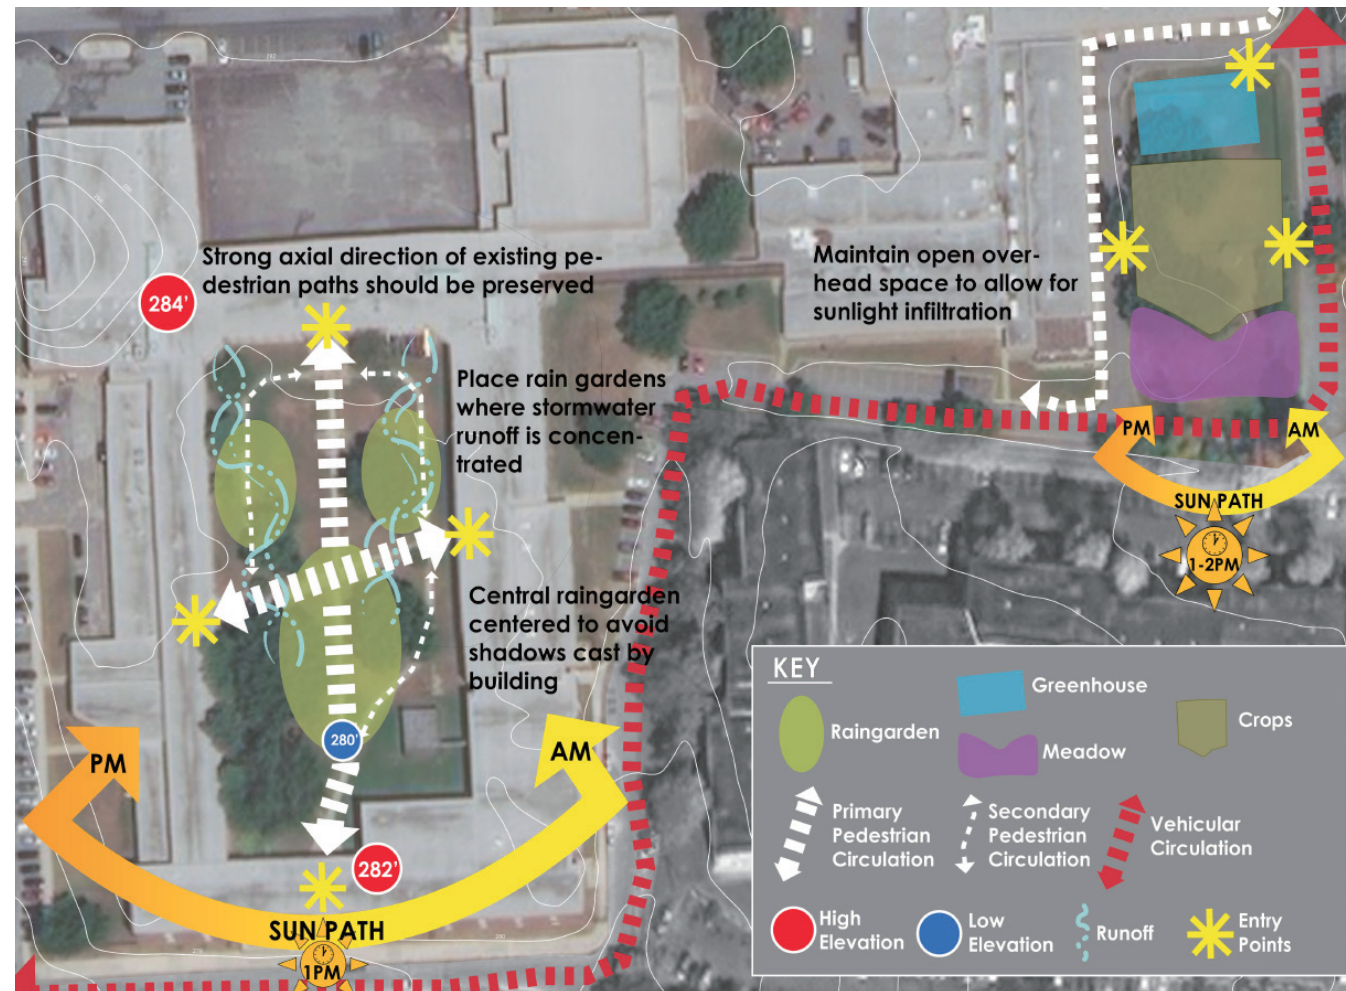 Strong axial direction of existing pe-
destrian paths should be preserved
284'
Maintain open over-
head space to allow for
sunlight infiltration
Place rain gardens
where stormwater
runoff is concen-
trated
PM
AM
SUN PATH
1-2PM
Central raingarden
centered to avoid
shadows cast by
building
280'
PM
AM
282'
SUN PATH
1PM
KEY
Raingarden
Greenhouse
Meadow
Crops
Primary
Pedestrian
Circulation
Secondary
Pedestrian
Circulation
Vehicular
Circulation
High
Elevation
Low
Elevation
Runoff
Entry
Points